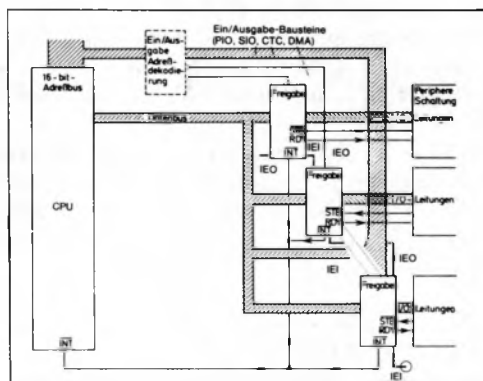 Ein/Ausgabe-Bausteine
(PIO, SIO, CTC, DMA)
Ein/Aus-
gabe
Adreß-
dekodie-
rung
16-bit-
Adreßbus
Freigabe
Periphere
Schaltung
Leitungen
RDY
INT
IEI
IEO
IEO
CPU
Freigabe
I/O-
Leitungen
STB
RDY
INT
IEI
IEO
Freigabe
I/O
Leitungen
STB
RDY
INT
INT
IEI